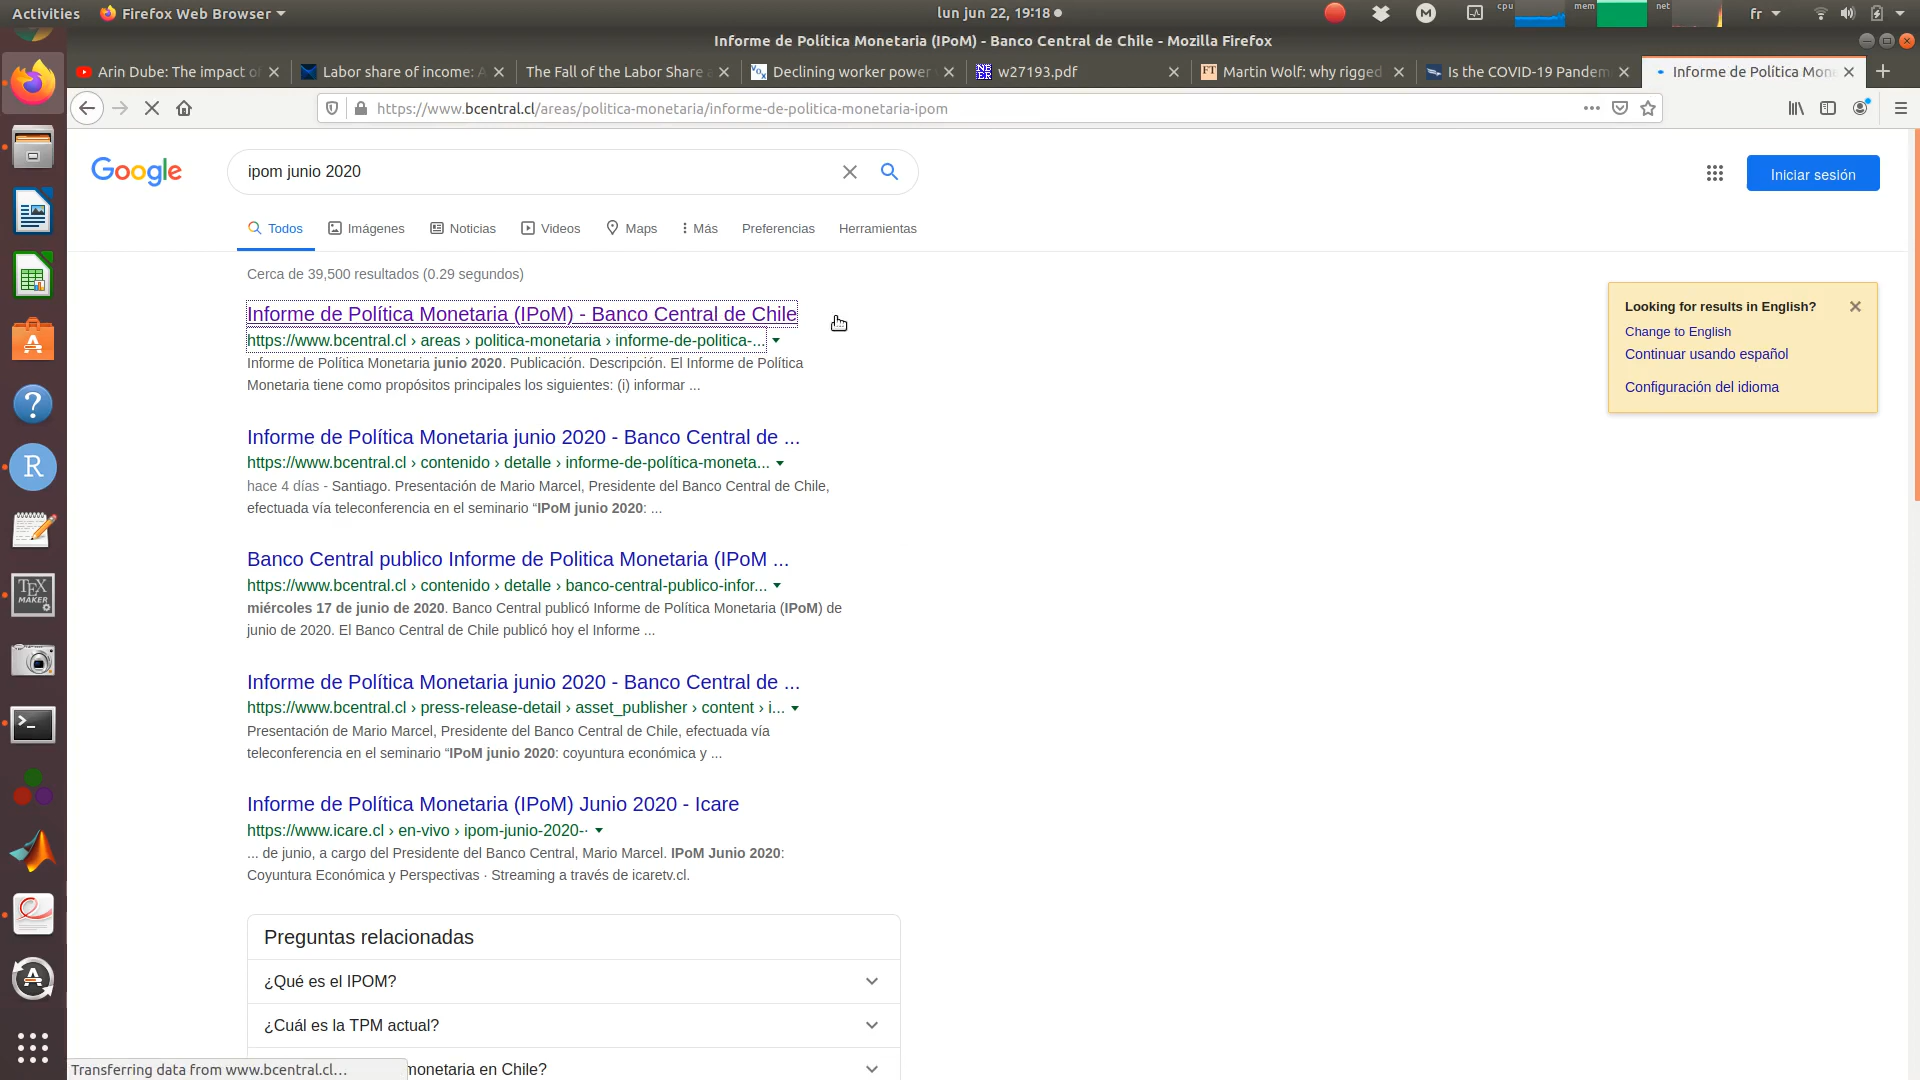 Activities
Firefox Web Browser
lun jun 22, 19:18
M
cpu
mem
net
fr
Informe de Política Monetaria (IPoM) - Banco Central de Chile - Mozilla Firefox
Arin Dube: The impact of
Labor share of income: A
The Fall of the Labor Share a
VOX
Declining worker power
NBER
w27193.pdf
FT
Martin Wolf: why rigged
Is the COVID-19 Pandem
Informe de Política Mone
https://www.bcentral.cl/areas/politica-monetaria/informe-de-politica-monetaria-ipom
Google
ipom junio 2020
Iniciar sesión
Todos
Imágenes
Noticias
Videos
Maps
Más
Preferencias
Herramientas
Cerca de 39,500 resultados (0.29 segundos)
Informe de Política Monetaria (IPoM) - Banco Central de Chile
https://www.bcentral.cl › areas › politica-monetaria › informe-de-politica-...
Informe de Política Monetaria junio 2020. Publicación. Descripción. El Informe de Política
Monetaria tiene como propósitos principales los siguientes: (i) informar ...
Informe de Política Monetaria junio 2020 - Banco Central de ...
https://www.bcentral.cl › contenido › detalle › informe-de-política-moneta...
hace 4 días - Santiago. Presentación de Mario Marcel, Presidente del Banco Central de Chile,
efectuada vía teleconferencia en el seminario “IPoM junio 2020: ...
Banco Central publico Informe de Politica Monetaria (IPoM ...
https://www.bcentral.cl › contenido › detalle › banco-central-publico-infor...
miércoles 17 de junio de 2020. Banco Central publicó Informe de Política Monetaria (IPoM) de
junio de 2020. El Banco Central de Chile publicó hoy el Informe ...
Informe de Política Monetaria junio 2020 - Banco Central de ...
https://www.bcentral.cl › press-release-detail › asset_publisher › content › i...
Presentación de Mario Marcel, Presidente del Banco Central de Chile, efectuada vía
teleconferencia en el seminario “IPoM junio 2020: coyuntura económica y ...
Informe de Política Monetaria (IPoM) Junio 2020 - Icare
https://www.icare.cl › en-vivo › ipom-junio-2020-·
... de junio, a cargo del Presidente del Banco Central, Mario Marcel. IPoM Junio 2020:
Coyuntura Económica y Perspectivas · Streaming a través de icaretv.cl.
Preguntas relacionadas
¿Qué es el IPOM?
¿Cuál es la TPM actual?
monetaria en Chile?
Looking for results in English?
Change to English
Continuar usando español
Configuración del idioma
R
TEX
MAKER
Transferring data from www.bcentral.cl…